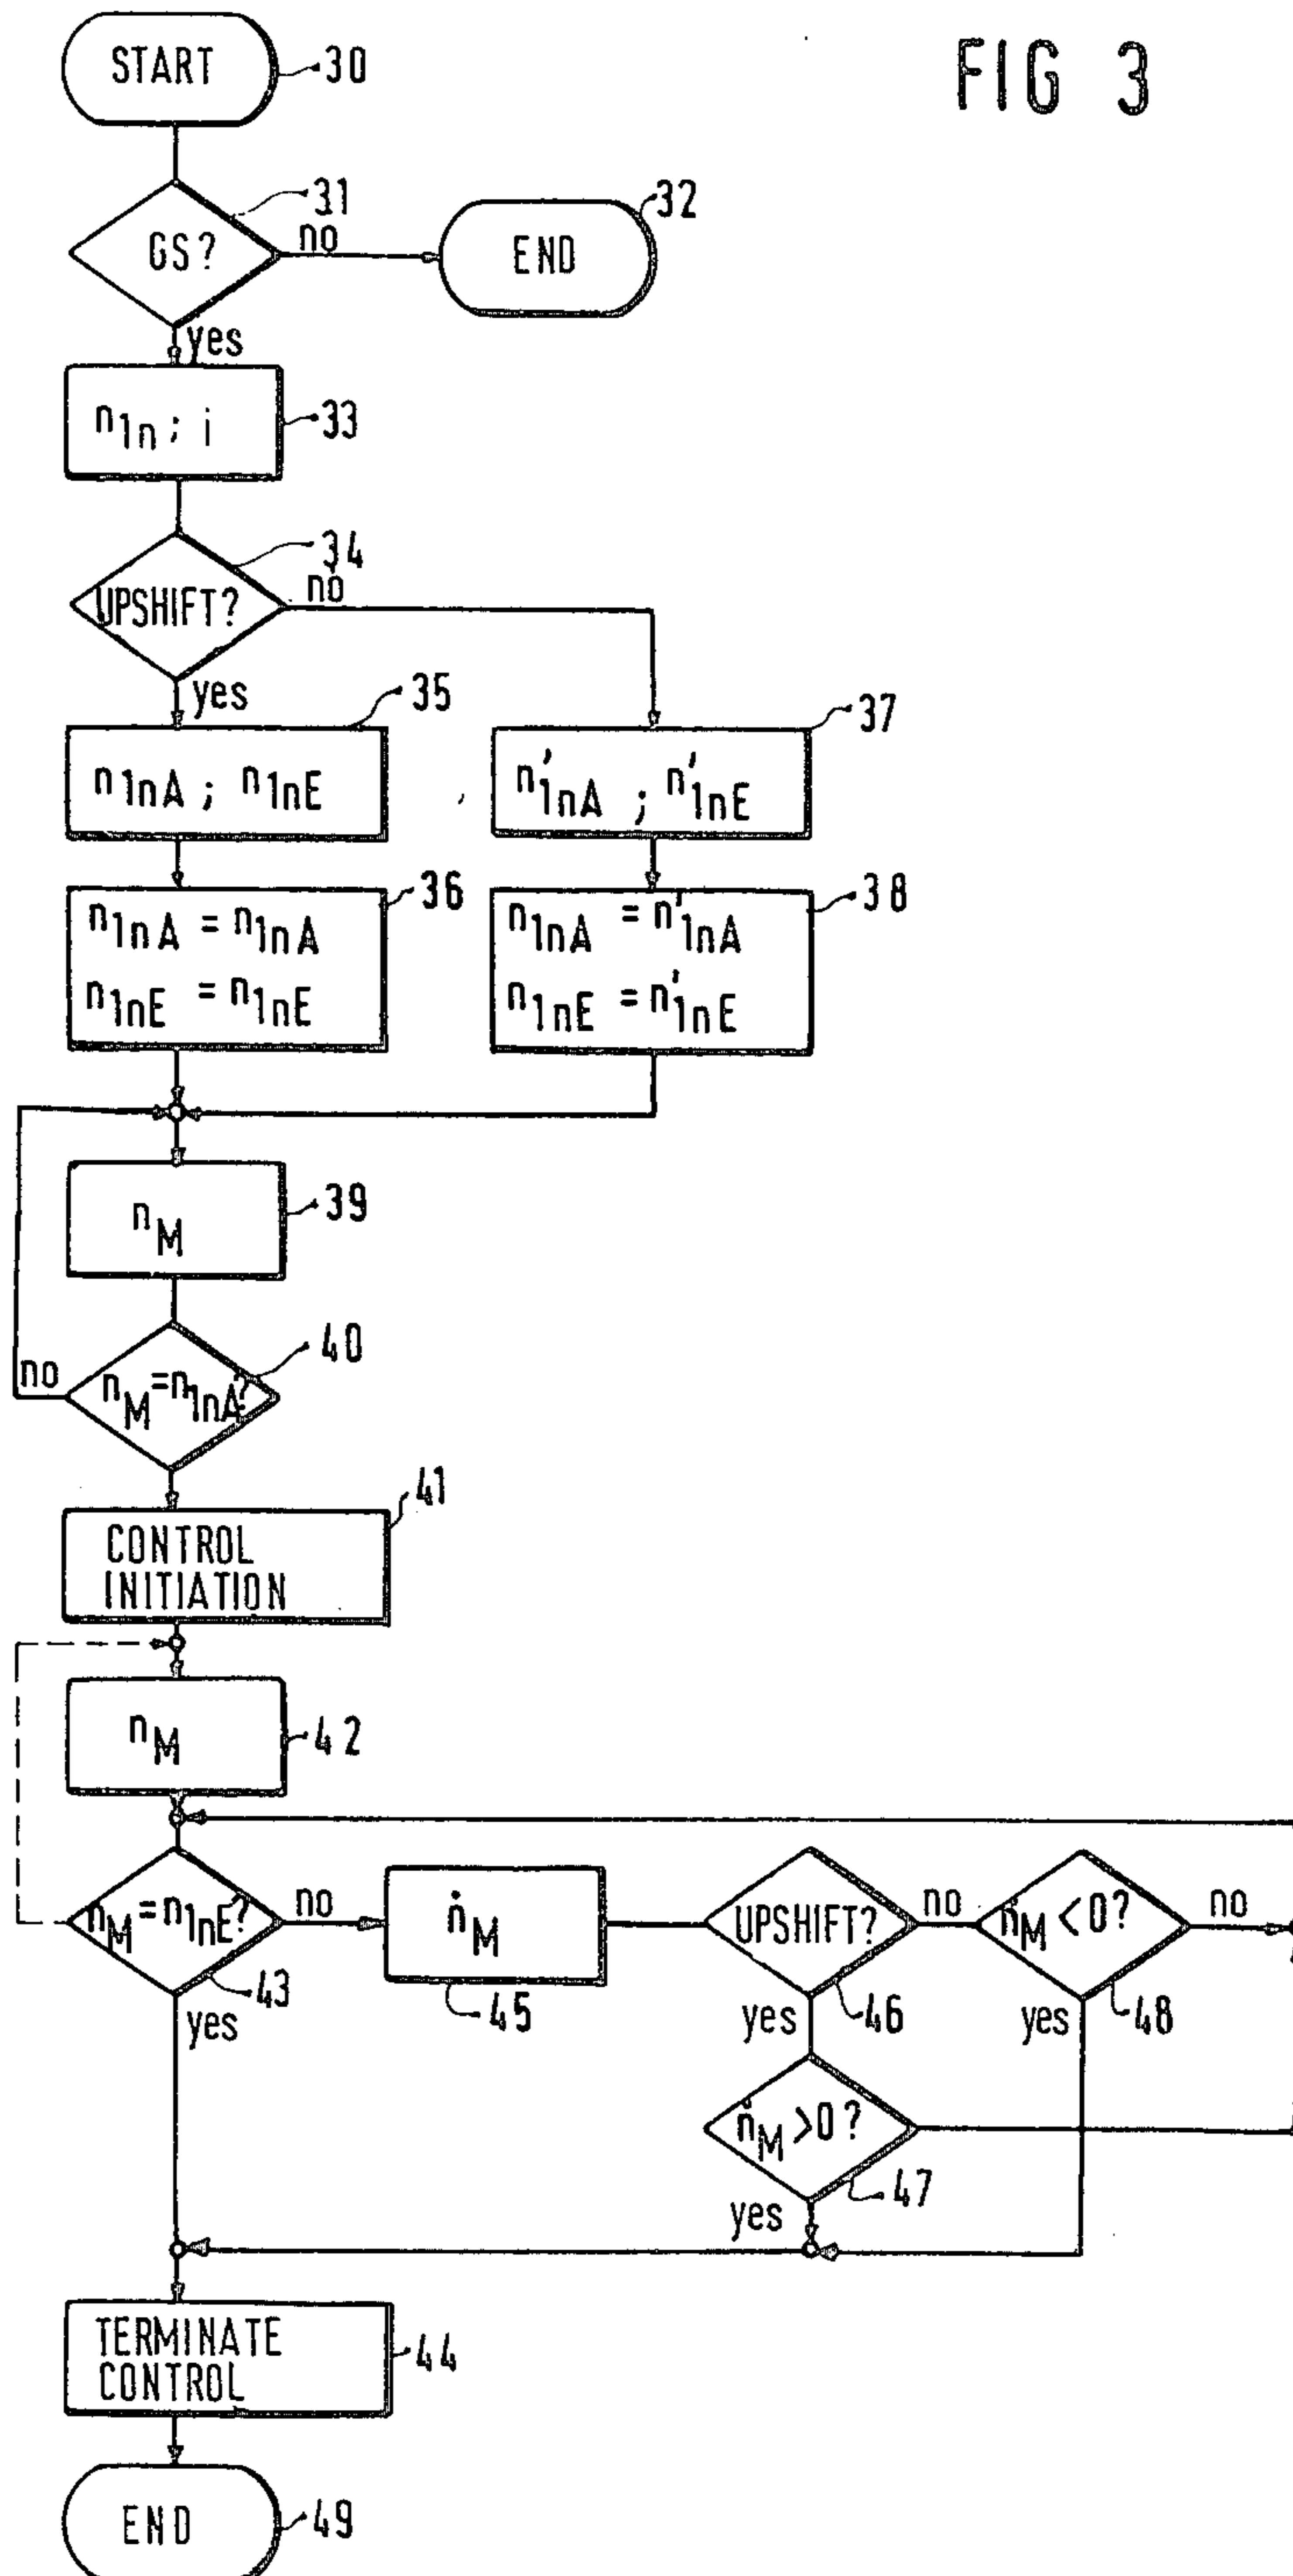 FIG 3
START
30
31
GS?
no
32
END
yes
n1n ; i
33
34
UPSHIFT?
no
yes
35
n1nA ; n1nE
37
n'1nA ; n'1nE
36
n1nA = n1nA
n1nE = n1nE
38
n1nA = n'1nA
n1nE = n'1nE
nM
39
40
no
nM=n1nA?
41
CONTROL
INITIATION
nM
42
nM=n1nE?
no
43
yes
ṅM
45
UPSHIFT?
no
46
yes
ṅM <0?
no
48
yes
ṅM >0?
47
yes
TERMINATE
CONTROL
44
END
49